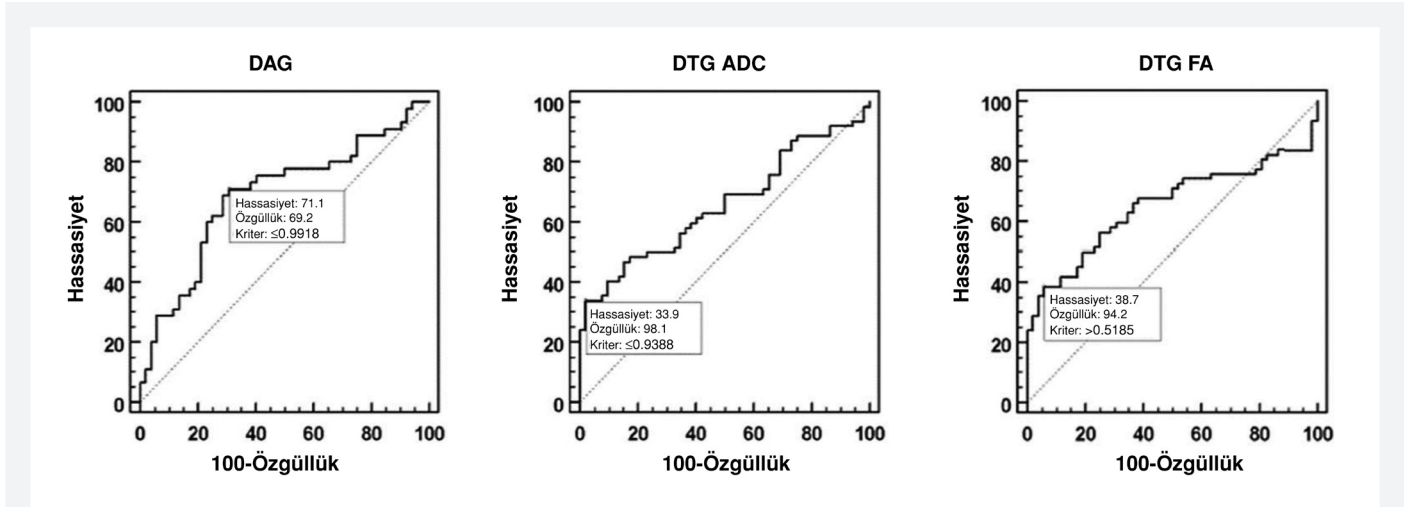 DAG
100
80
60
40
20
0
Hassasiyet
Hassasiyet: 71.1
Özgüllük: 69.2
Kriter: ≤0.9918
0 20 40 60 80 100
100-Özgüllük
DTG ADC
100
80
60
40
20
0
Hassasiyet
Hassasiyet: 33.9
Özgüllük: 98.1
Kriter: ≤0.9388
0 20 40 60 80 100
100-Özgüllük
DTG FA
100
80
60
40
20
0
Hassasiyet
Hassasiyet: 38.7
Özgüllük: 94.2
Kriter: >0.5185
0 20 40 60 80 100
100-Özgüllük